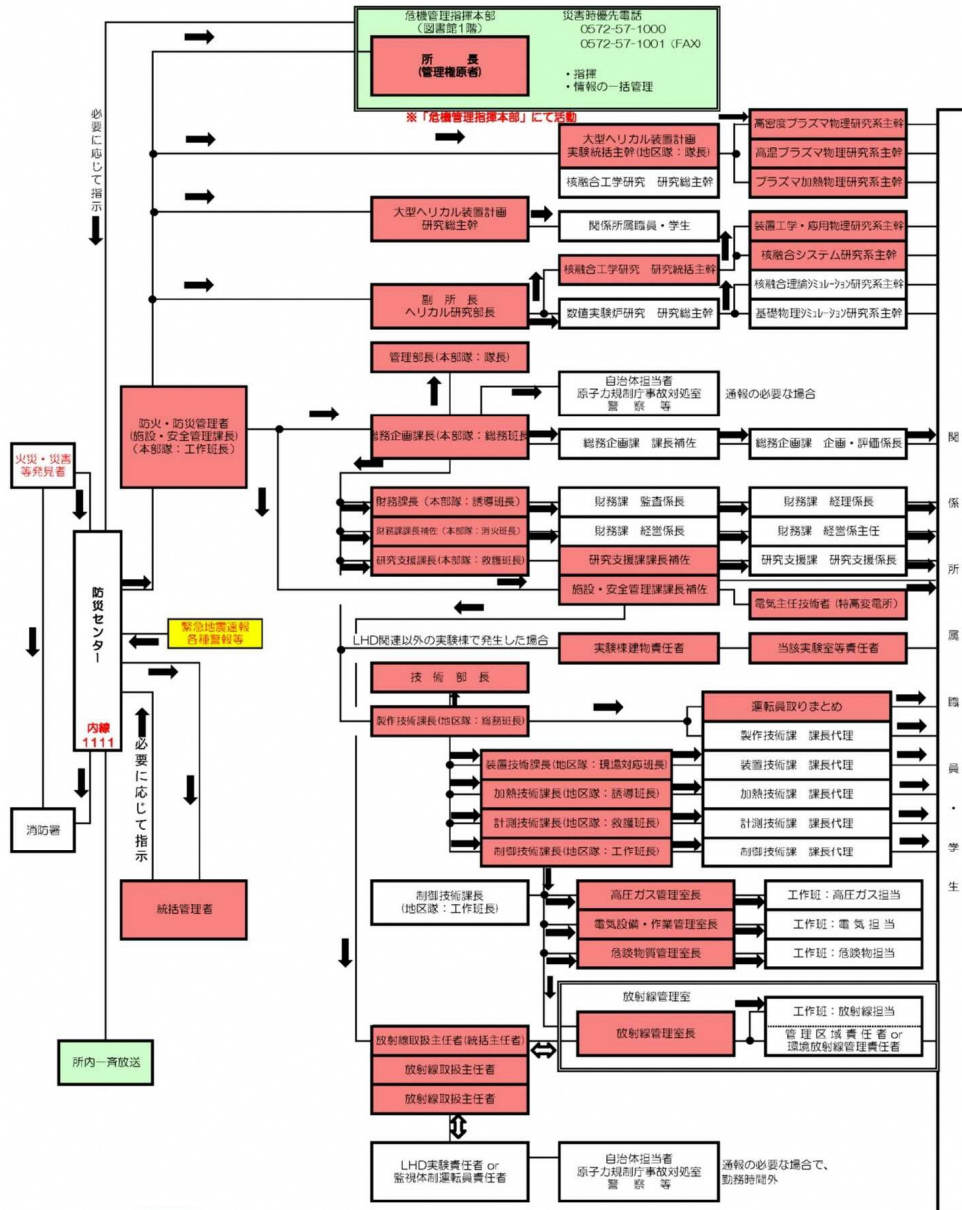 危機管理指揮本部
(図書館1階)
所　長
(管理権原者)
災害時優先電話
0572-57-1000
0572-57-1001 (FAX)
・指揮
・情報の一括管理
※「危機管理指揮本部」にて活動
必要に応じて指示
大型ヘリカル装置計画
実験統括主幹(地区隊:隊長)
核融合工学研究　研究総主幹
高密度プラズマ物理研究系主幹
高温プラズマ物理研究系主幹
プラズマ加熱物理研究系主幹
大型ヘリカル装置計画
研究総主幹
関係所属職員・学生
装置工学・応用物理研究系主幹
核融合システム研究系主幹
核融合理論シミュレーション研究系主幹
基礎物理シミュレーション研究系主幹
核融合工学研究　研究統括主幹
副 所 長
ヘリカル研究部長
数値実験炉研究　研究総主幹
管理部長(本部隊:隊長)
自治体担当者
原子力規制庁事故対処室
警 察 等
通報の必要な場合
防火・防災管理者
(施設・安全管理課長)
(本部隊:工作班長)
総務企画課長(本部隊:総務班長)
総務企画課　課長補佐
総務企画課　企画・評価係長
火災・災害
等発見者
財務課長(本部隊:誘導班長)
財務課　監査係長
財務課　経理係長
財務課課長補佐(本部隊:消火班長)
財務課　経営係長
財務課　経営係主任
研究支援課長(本部隊:救護班長)
研究支援課課長補佐
研究支援課　研究支援係長
施設・安全管理課課長補佐
電気主任技術者(特高変電所)
防災センター
内線
1111
緊急地震速報
各種警報等
LHD関連以外の実験棟で発生した場合
実験棟建物責任者
当該実験室等責任者
技 術 部 長
製作技術課長(地区隊:総務班長)
運転員取りまとめ
製作技術課　課長代理
装置技術課長(地区隊:現場対応班長)
装置技術課　課長代理
加熱技術課長(地区隊:誘導班長)
加熱技術課　課長代理
計測技術課長(地区隊:救護班長)
計測技術課　課長代理
制御技術課長(地区隊:工作班長)
制御技術課　課長代理
必要に応じて指示
消防署
統括管理者
制御技術課長
(地区隊:工作班長)
高圧ガス管理室長
工作班:高圧ガス担当
電気設備・作業管理室長
工作班:電 気 担 当
危険物質管理室長
工作班:危険物担当
放射線管理室
放射線管理室長
工作班:放射線担当
管 理 区 域 責 任 者 or
環境放射線管理責任者
所内一斉放送
放射線取扱主任者(統括主任者)
放射線取扱主任者
放射線取扱主任者
LHD実験責任者 or
監視体制運転員責任者
自治体担当者
原子力規制庁事故対処室
警 察 等
通報の必要な場合で、
勤務時間外
関係所属職員・学生